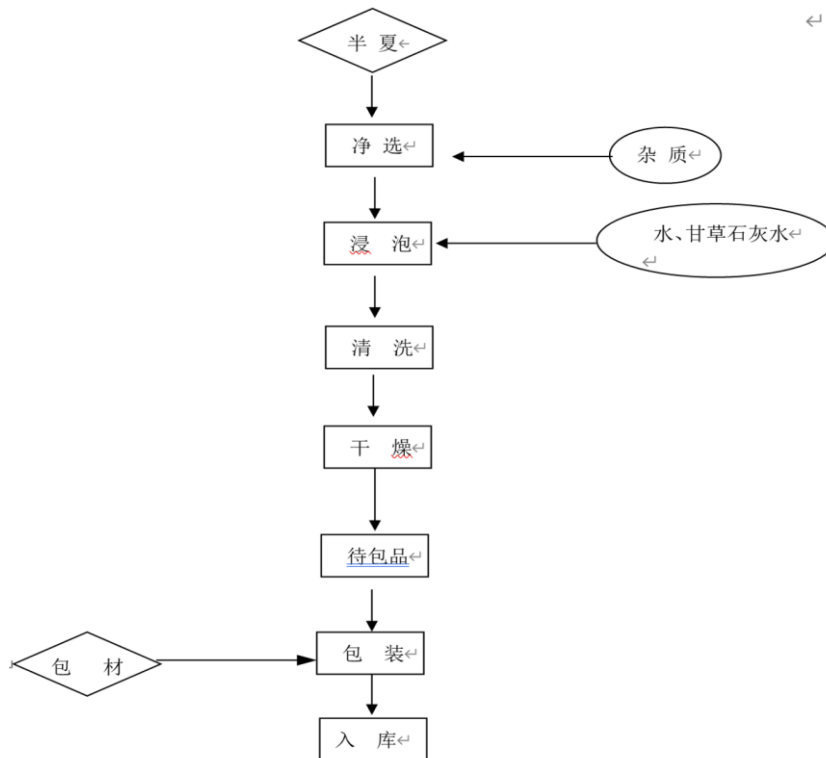 半 夏
净 选
杂 质
浸 泡
水、甘草石灰水
清 洗
干 燥
待包品
包 材
包 装
入 库